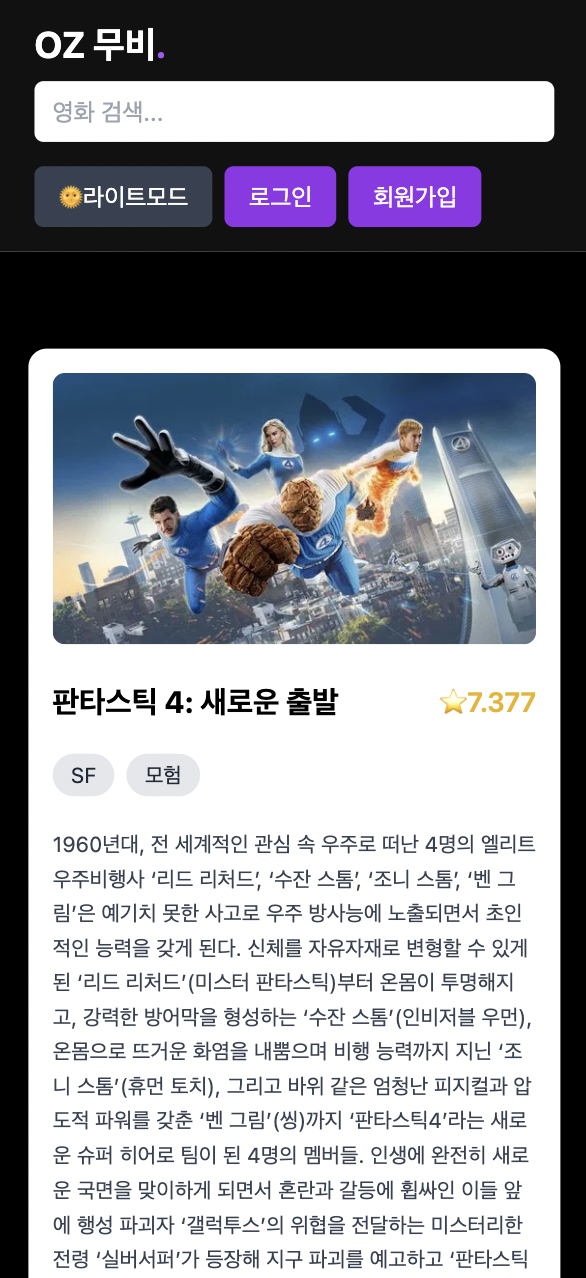 OZ 무비.
영화 검색...
🌞라이트모드
로그인
회원가입
판타스틱 4: 새로운 출발
⭐7.377
SF
모험
1960년대, 전 세계적인 관심 속 우주로 떠난 4명의 엘리트
우주비행사 ‘리드 리처드’, ‘수잔 스톰’, ‘조니 스톰’, ‘벤 그
림’은 예기치 못한 사고로 우주 방사능에 노출되면서 초인
적인 능력을 갖게 된다. 신체를 자유자재로 변형할 수 있게
된 ‘리드 리처드’(미스터 판타스틱)부터 온몸이 투명해지
고, 강력한 방어막을 형성하는 ‘수잔 스톰’(인비저블 우먼),
온몸으로 뜨거운 화염을 내뿜으며 비행 능력까지 지닌 ‘조
니 스톰’(휴먼 토치), 그리고 바위 같은 엄청난 피지컬과 압
도적 파워를 갖춘 ‘벤 그림’(씽)까지 ‘판타스틱4’라는 새로
운 슈퍼 히어로 팀이 된 4명의 멤버들. 인생에 완전히 새로
운 국면을 맞이하게 되면서 혼란과 갈등에 휩싸인 이들 앞
에 행성 파괴자 ‘갤럭투스’의 위협을 전달하는 미스터리한
전령 ‘실버서퍼’가 등장해 지구 파괴를 예고하고 ‘판타스틱